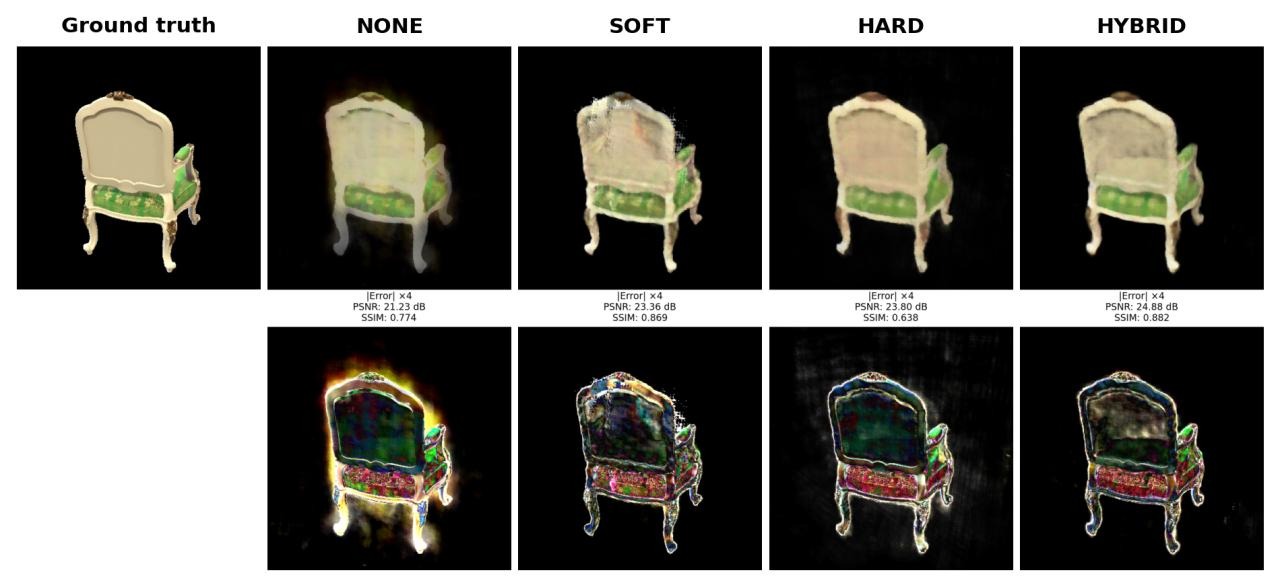 Ground truth NONE SOFT HARD HYBRID
|Error| ×4 |Error| ×4 |Error| ×4 |Error| ×4
PSNR: 21.23 dB PSNR: 23.36 dB PSNR: 23.80 dB PSNR: 24.88 dB
SSIM: 0.774 SSIM: 0.869 SSIM: 0.638 SSIM: 0.882